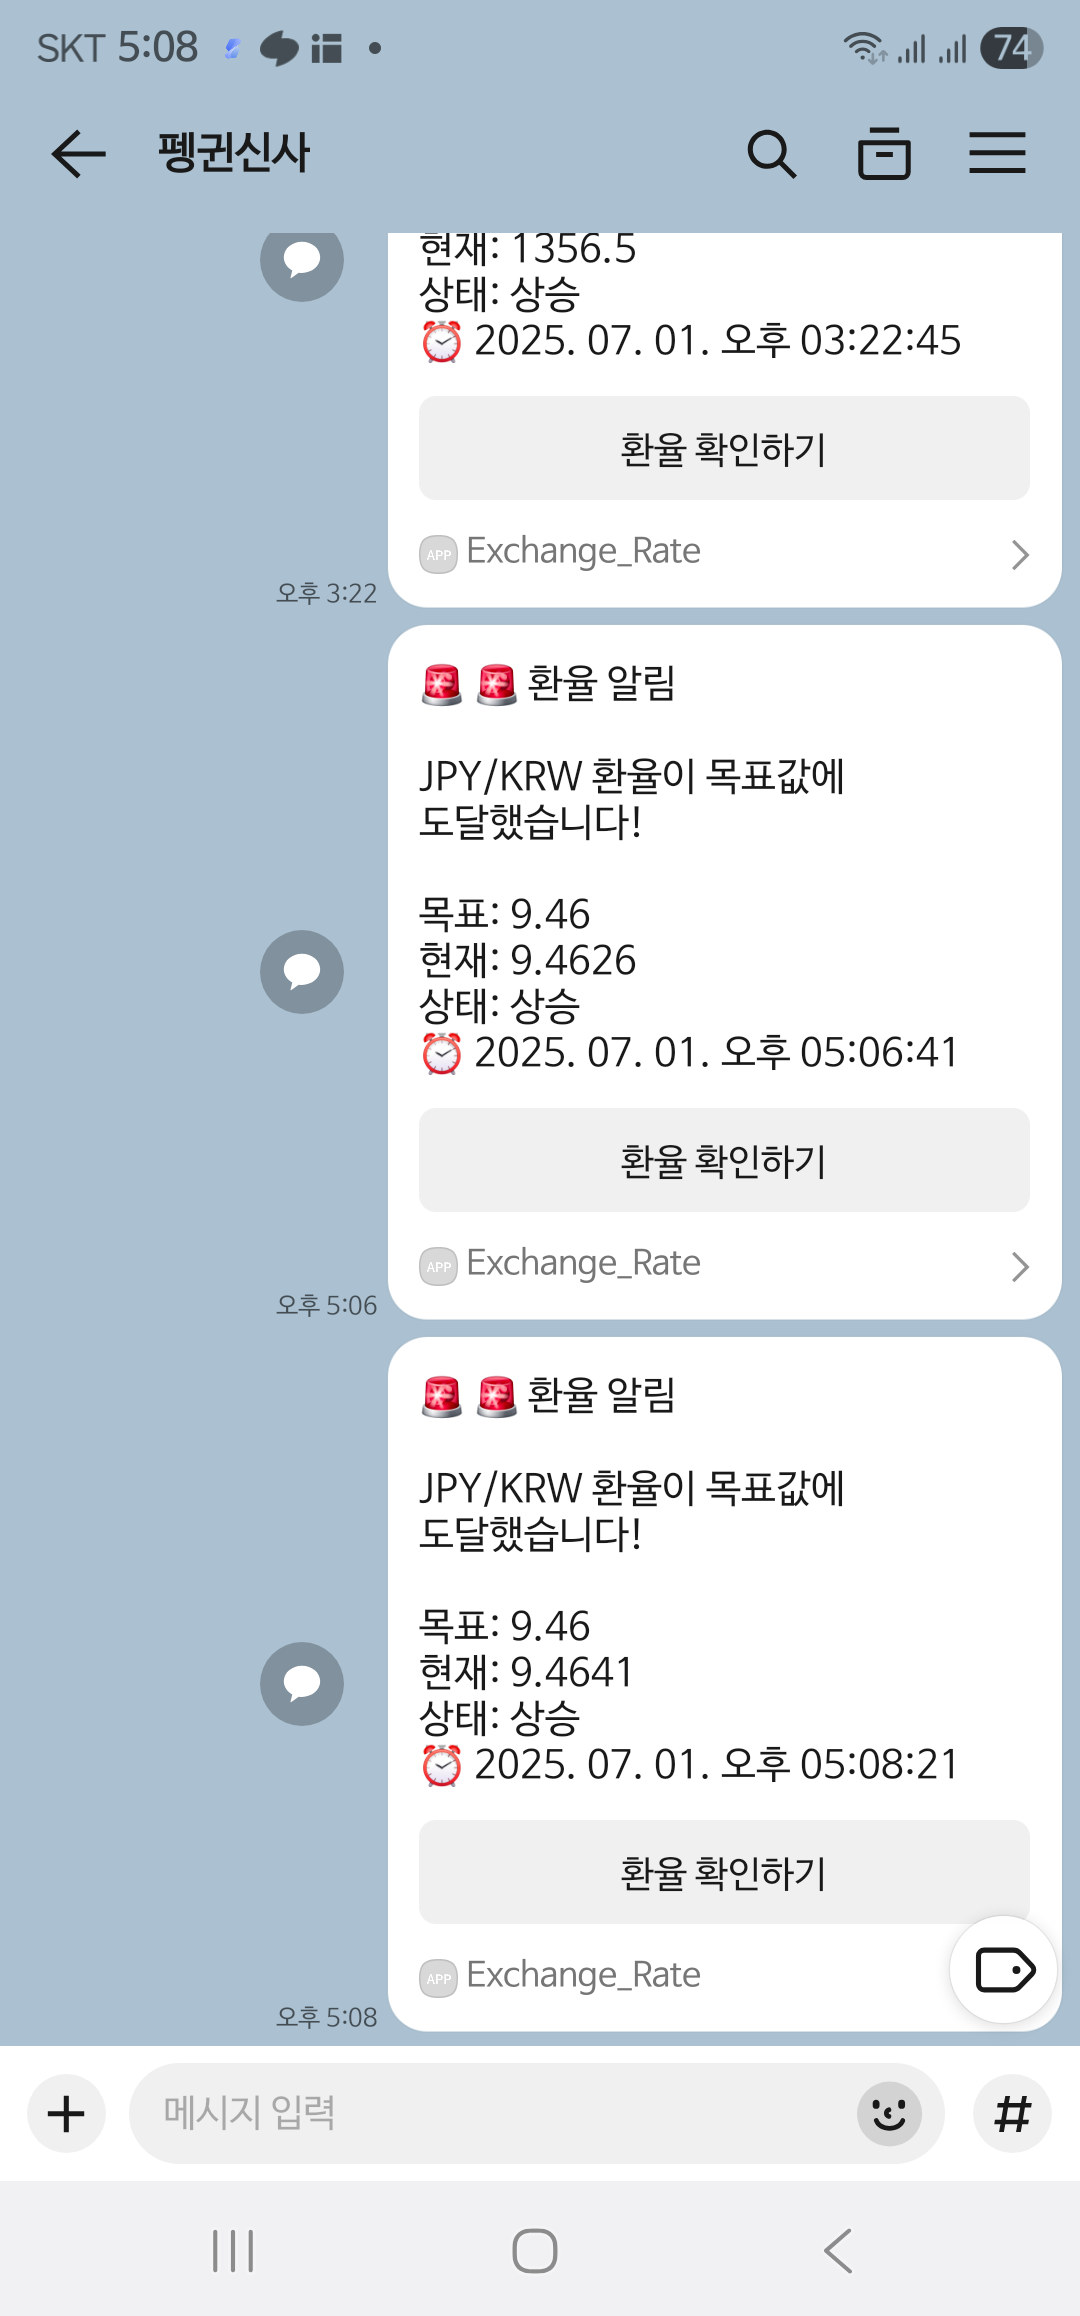 SKT 5:08
74
펭귄신사
현재: 1356.5
상태: 상승
⏰ 2025. 07. 01. 오후 03:22:45
환율 확인하기
APP Exchange_Rate
오후 3:22
🚨 🚨 환율 알림
JPY/KRW 환율이 목표값에
도달했습니다!
목표: 9.46
현재: 9.4626
상태: 상승
⏰ 2025. 07. 01. 오후 05:06:41
환율 확인하기
APP Exchange_Rate
오후 5:06
🚨 🚨 환율 알림
JPY/KRW 환율이 목표값에
도달했습니다!
목표: 9.46
현재: 9.4641
상태: 상승
⏰ 2025. 07. 01. 오후 05:08:21
환율 확인하기
APP Exchange_Rate
오후 5:08
메시지 입력
#